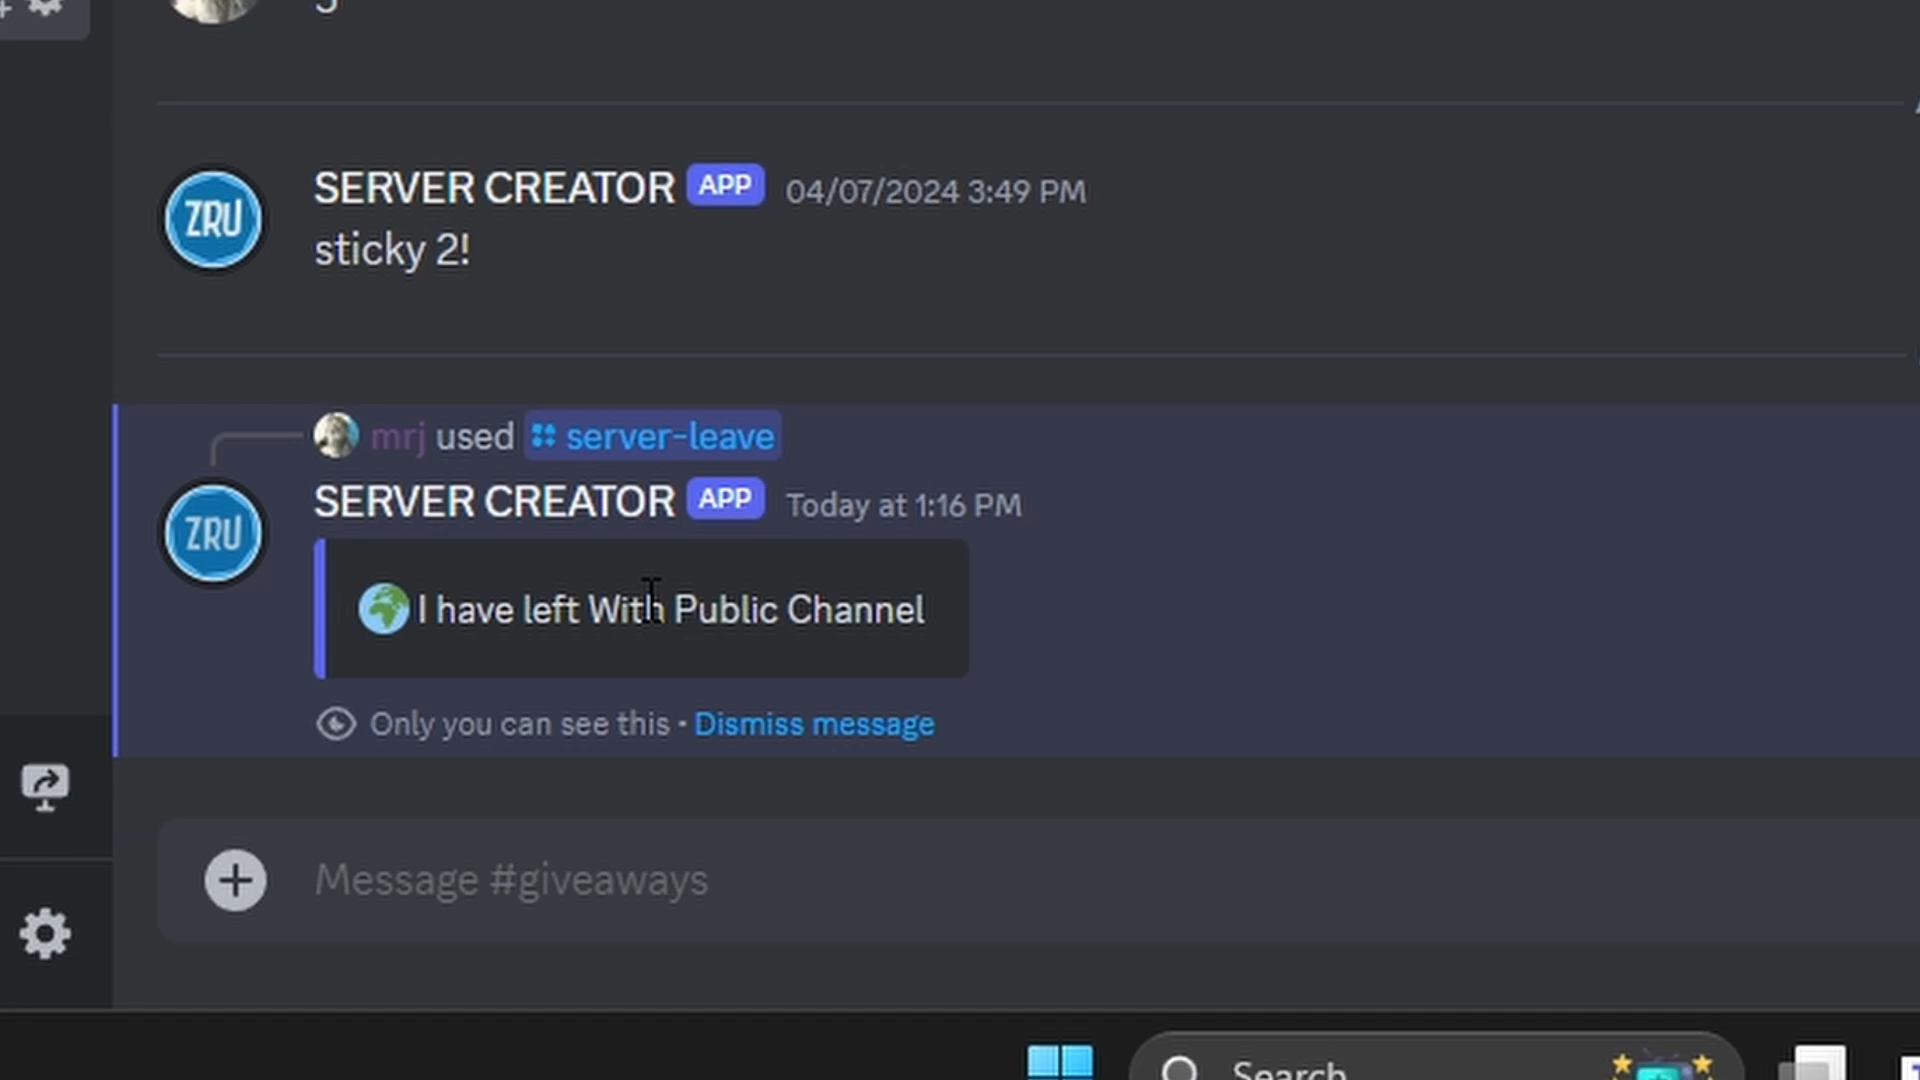 SERVER CREATOR APP 04/07/2024 3:49 PM
ZRU
sticky 2!
mrj used server-leave
SERVER CREATOR APP Today at 1:16 PM
ZRU
I have left With Public Channel
Only you can see this • Dismiss message
Message #giveaways
Search